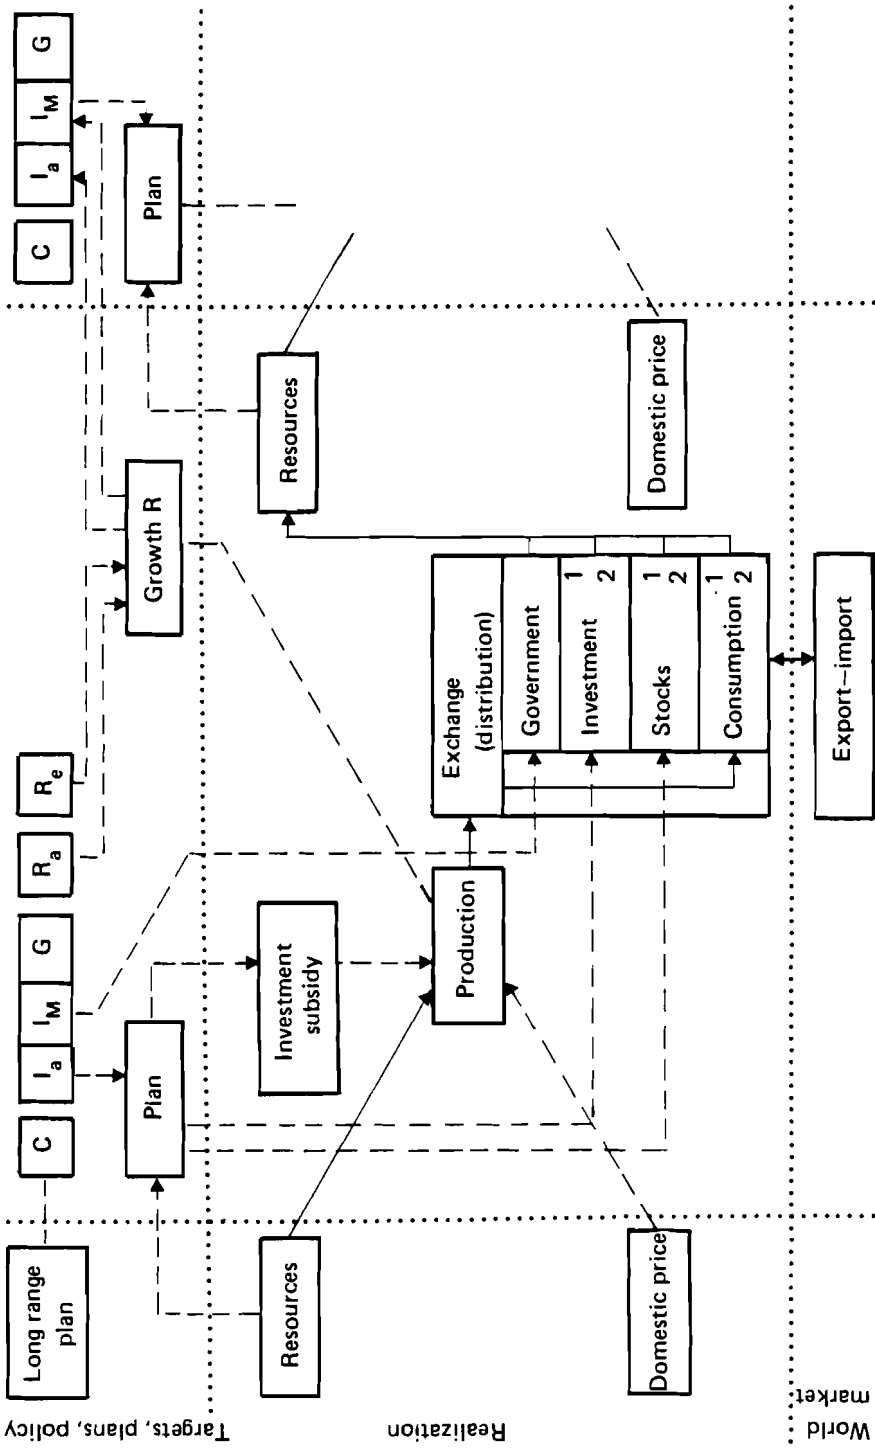 Targets, plans, policy
Long range
plan
C
I_a
I_M
G
R_a
R_e
C
I_a
I_M
G
Plan
Growth R
Plan
Realization
Resources
Investment
subsidy
Resources
Production
Exchange
(distribution)
Government
Investment
1
2
Stocks
1
2
Consumption
1
2
Domestic price
Domestic price
World
market
Export–import